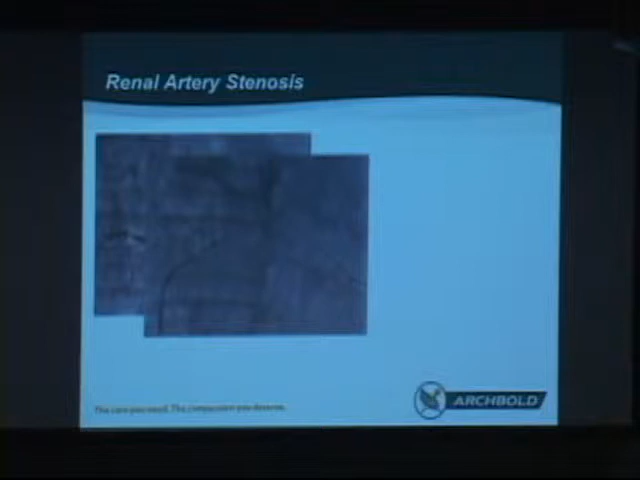 Renal Artery Stenosis
The care you need. The compassion you deserve.
ARCHBOLD